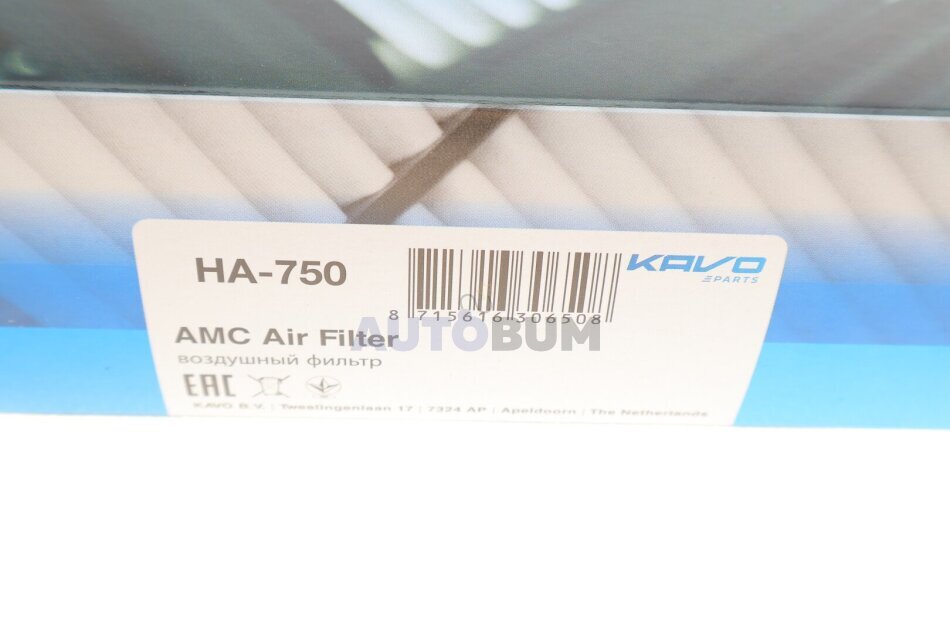 HA-750
KAVO
PARTS
8 715616 306508
AUTOBUM
AMC Air Filter
воздушный фильтр
EAC
KAVO B.V. | Tweelingenlaan 17 | 7324 AP | Apeldoorn | The Netherlands